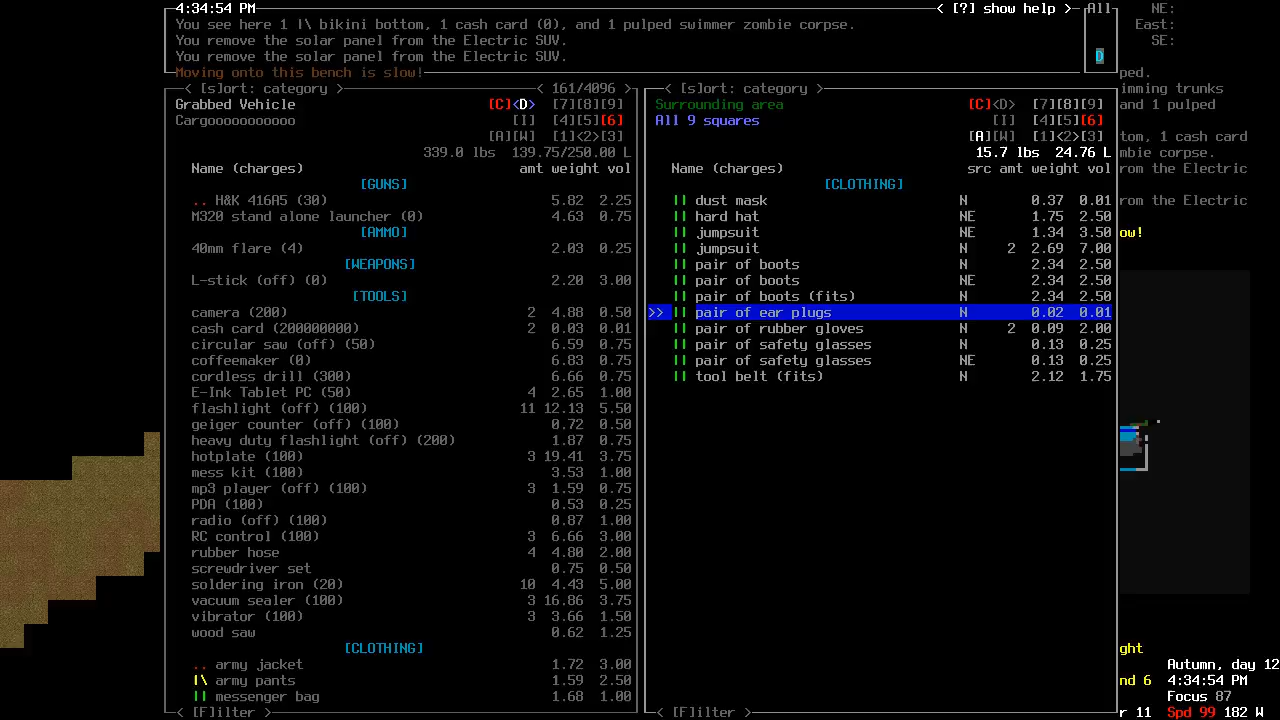 4:34:54 PM < [?] show help > All NE:
You see here 1 I\ bikini bottom, 1 cash card (0), and 1 pulped swimmer zombie corpse. East:
You remove the solar panel from the Electric SUV. SE:
You remove the solar panel from the Electric SUV. D
Moving onto this bench is slow! ped.
< [s]ort: category > < 161/4096 > < [s]ort: category > imming trunks
Grabbed Vehicle [C]<D> [7][8][9] Surrounding area [C]<D> [7][8][9] and 1 pulped
Cargooooooooooo [I] [4][5][6] All 9 squares [I] [4][5][6]
[A][W] [1]<2>[3] [A][W] [1]<2>[3] tom, 1 cash card
339.0 lbs 139.75/250.00 L 15.7 lbs 24.76 L mbie corpse.
Name (charges) amt weight vol Name (charges) src amt weight vol rom the Electric
[GUNS] [CLOTHING]
.. H&K 416A5 (30) 5.82 2.25 || dust mask N 0.37 0.01 rom the Electric
M320 stand alone launcher (0) 4.63 0.75 || hard hat NE 1.75 2.50
[AMMO] || jumpsuit NE 1.34 3.50 ow!
40mm flare (4) 2.03 0.25 || jumpsuit N 2 2.69 7.00
[WEAPONS] || pair of boots N 2.34 2.50
L-stick (off) (0) 2.20 3.00 || pair of boots NE 2.34 2.50
[TOOLS] || pair of boots (fits) N 2.34 2.50
camera (200) 2 4.88 0.50 >> || pair of ear plugs N 0.02 0.01
cash card (200000000) 2 0.03 0.01 || pair of rubber gloves N 2 0.09 2.00
circular saw (off) (50) 6.59 0.75 || pair of safety glasses N 0.13 0.25
coffeemaker (0) 6.83 0.75 || pair of safety glasses NE 0.13 0.25
cordless drill (300) 6.66 0.75 || tool belt (fits) N 2.12 1.75
E-Ink Tablet PC (50) 4 2.65 1.00
flashlight (off) (100) 11 12.13 5.50
geiger counter (off) (100) 0.72 0.50
heavy duty flashlight (off) (200) 1.87 0.75
hotplate (100) 3 19.41 3.75
mess kit (100) 3.53 1.00
mp3 player (off) (100) 3 1.59 0.75
PDA (100) 0.53 0.25
radio (off) (100) 0.87 1.00
RC control (100) 3 6.66 3.00
rubber hose 4 4.80 2.00
screwdriver set 0.75 0.50
soldering iron (20) 10 4.43 5.00
vacuum sealer (100) 3 16.86 3.75
vibrator (100) 3 3.66 1.50
wood saw 0.62 1.25
[CLOTHING] ght
.. army jacket 1.72 3.00 Autumn, day 12
|\ army pants 1.59 2.50 nd 6 4:34:54 PM
|| messenger bag 1.68 1.00 Focus 87
< [F]ilter > < [F]ilter > r 11 Spd 99 182 W